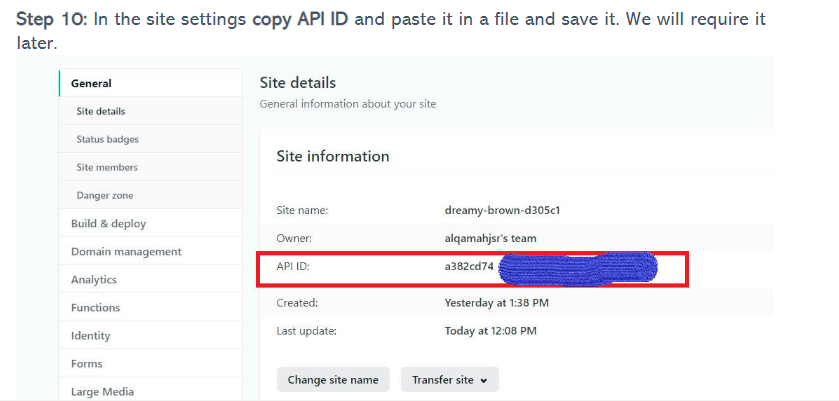 Step 10: In the site settings copy API ID and paste it in a file and save it. We will require it
later.
General
Site details
Status badges
Site members
Danger zone
Build & deploy
Domain management
Analytics
Functions
Identity
Forms
Large Media
Site details
General information about your site
Site information
Site name: dreamy-brown-d305c1
Owner: alqamahjsr's team
API ID: a382cd74
Created: Yesterday at 1:38 PM
Last update: Today at 12:08 PM
Change site name Transfer site